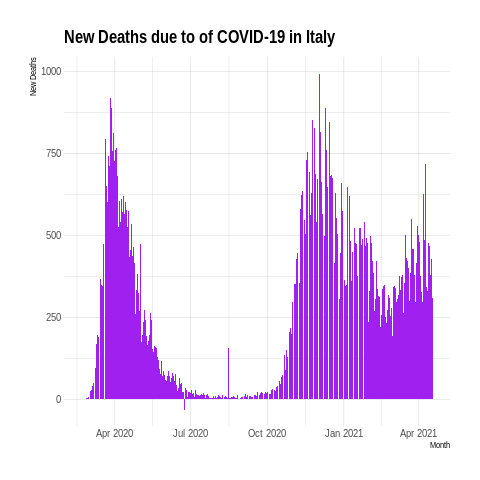 New Deaths due to of COVID-19 in Italy
New Deaths
1000
750
500
250
0
Apr 2020 Jul 2020 Oct 2020 Jan 2021 Apr 2021
Month